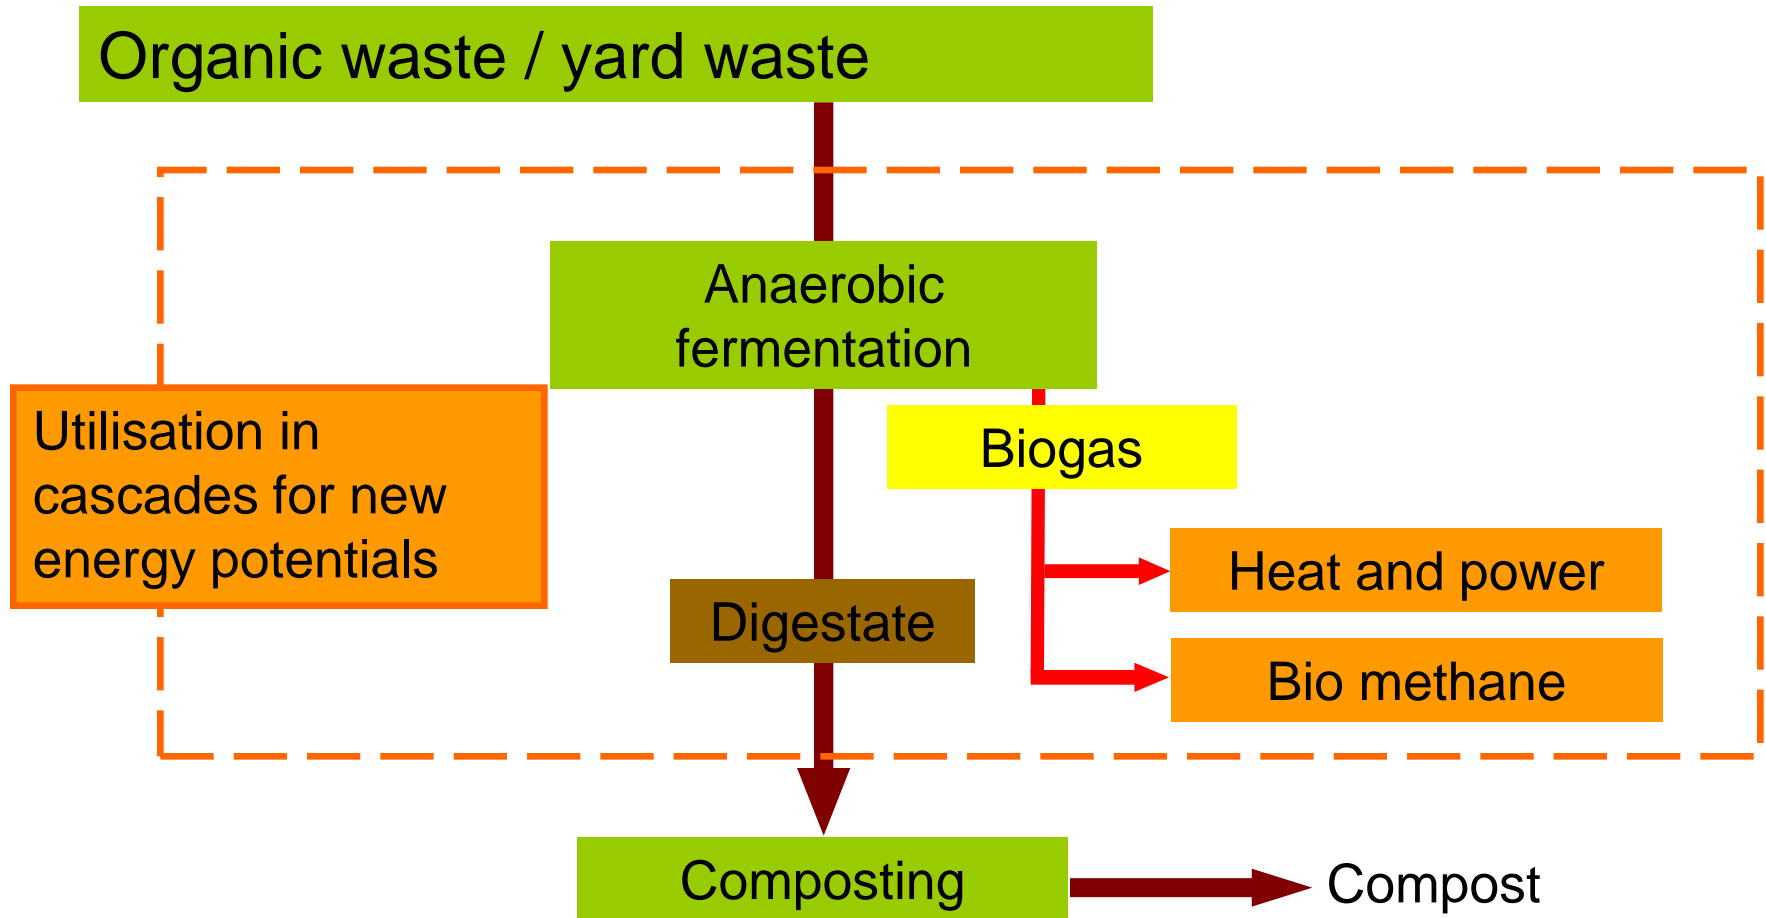 Organic waste / yard waste
Anaerobic
fermentation
Utilisation in
cascades for new
energy potentials
Biogas
Heat and power
Digestate
Bio methane
Composting
Compost